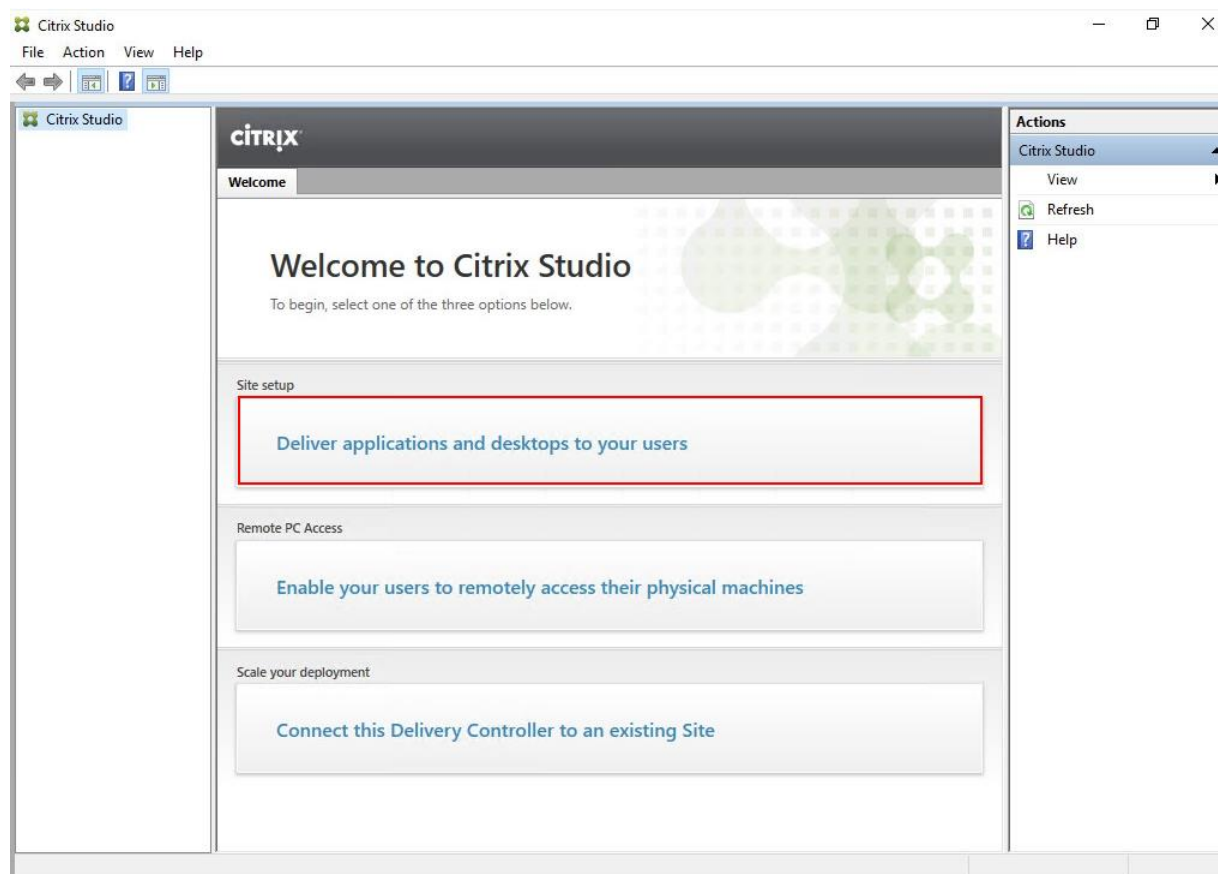 Citrix Studio
File Action View Help
Citrix Studio
CITRIX
Welcome
Welcome to Citrix Studio
To begin, select one of the three options below.
Site setup
Deliver applications and desktops to your users
Remote PC Access
Enable your users to remotely access their physical machines
Scale your deployment
Connect this Delivery Controller to an existing Site
Actions
Citrix Studio
View
Refresh
Help